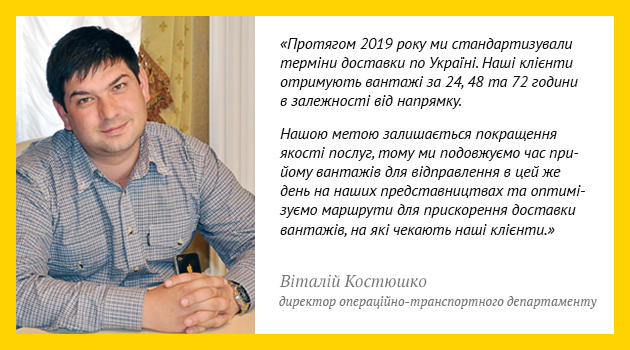 «Протягом 2019 року ми стандартизували
терміни доставки по Україні. Наші клієнти
отримують вантажі за 24, 48 та 72 години
в залежності від напрямку.
Нашою метою залишається покращення
якості послуг, тому ми подовжуємо час при-
йому вантажів для відправлення в цей же
день на наших представництвах та оптимі-
зуємо маршрути для прискорення доставки
вантажів, на які чекають наші клієнти.»
Віталій Костюшко
директор операційно-транспортного департаменту